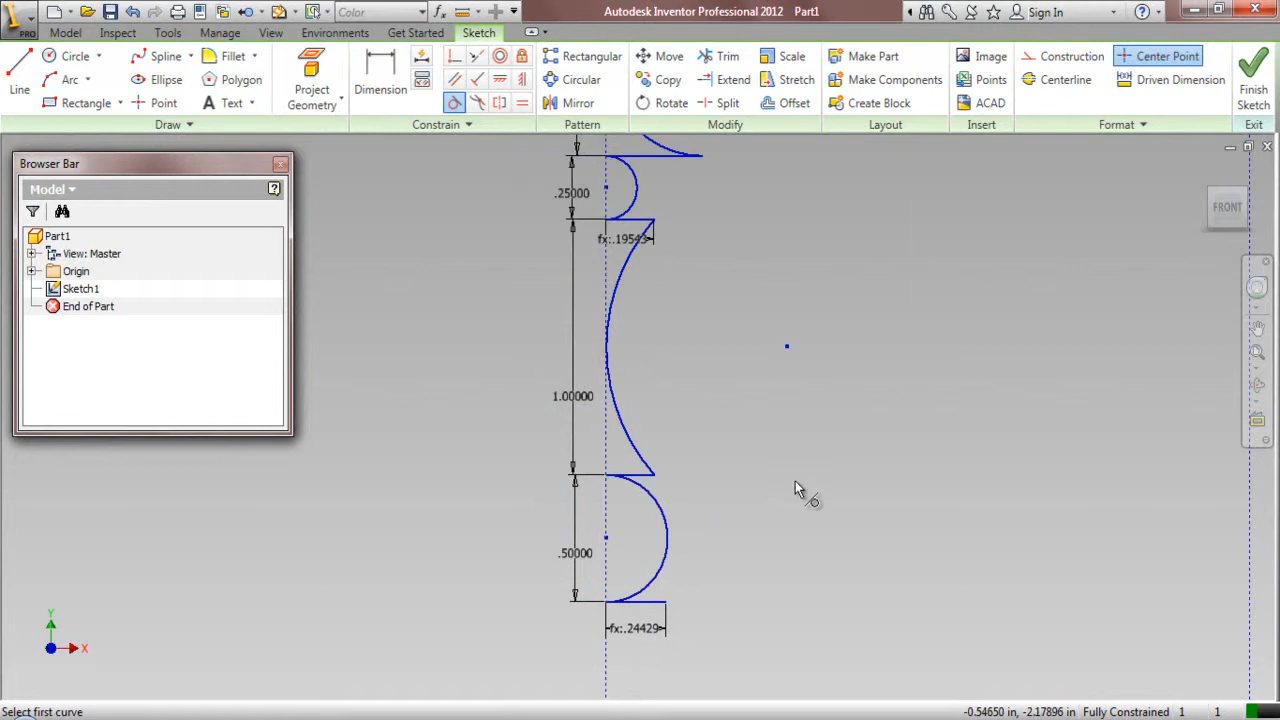 Color
Autodesk Inventor Professional 2012 Part1
Sign In
PRO
Model Inspect Tools Manage View Environments Get Started Sketch
Line
Circle
Arc
Rectangle
Spline
Ellipse
Point
Fillet
Polygon
Text
Project
Geometry
Dimension
Rectangular
Circular
Mirror
Move
Copy
Rotate
Trim
Extend
Split
Scale
Stretch
Offset
Make Part
Make Components
Create Block
Image
Points
ACAD
Construction
Centerline
Center Point
Driven Dimension
Finish
Sketch
Draw Constrain Pattern Modify Layout Insert Format Exit
Browser Bar
Model
Part1
View: Master
Origin
Sketch1
End of Part
.25000
fx:.19543
1.00000
.50000
fx:.24429
FRONT
Y
X
Select first curve
-0.54650 in, -2.17896 in Fully Constrained 1 1